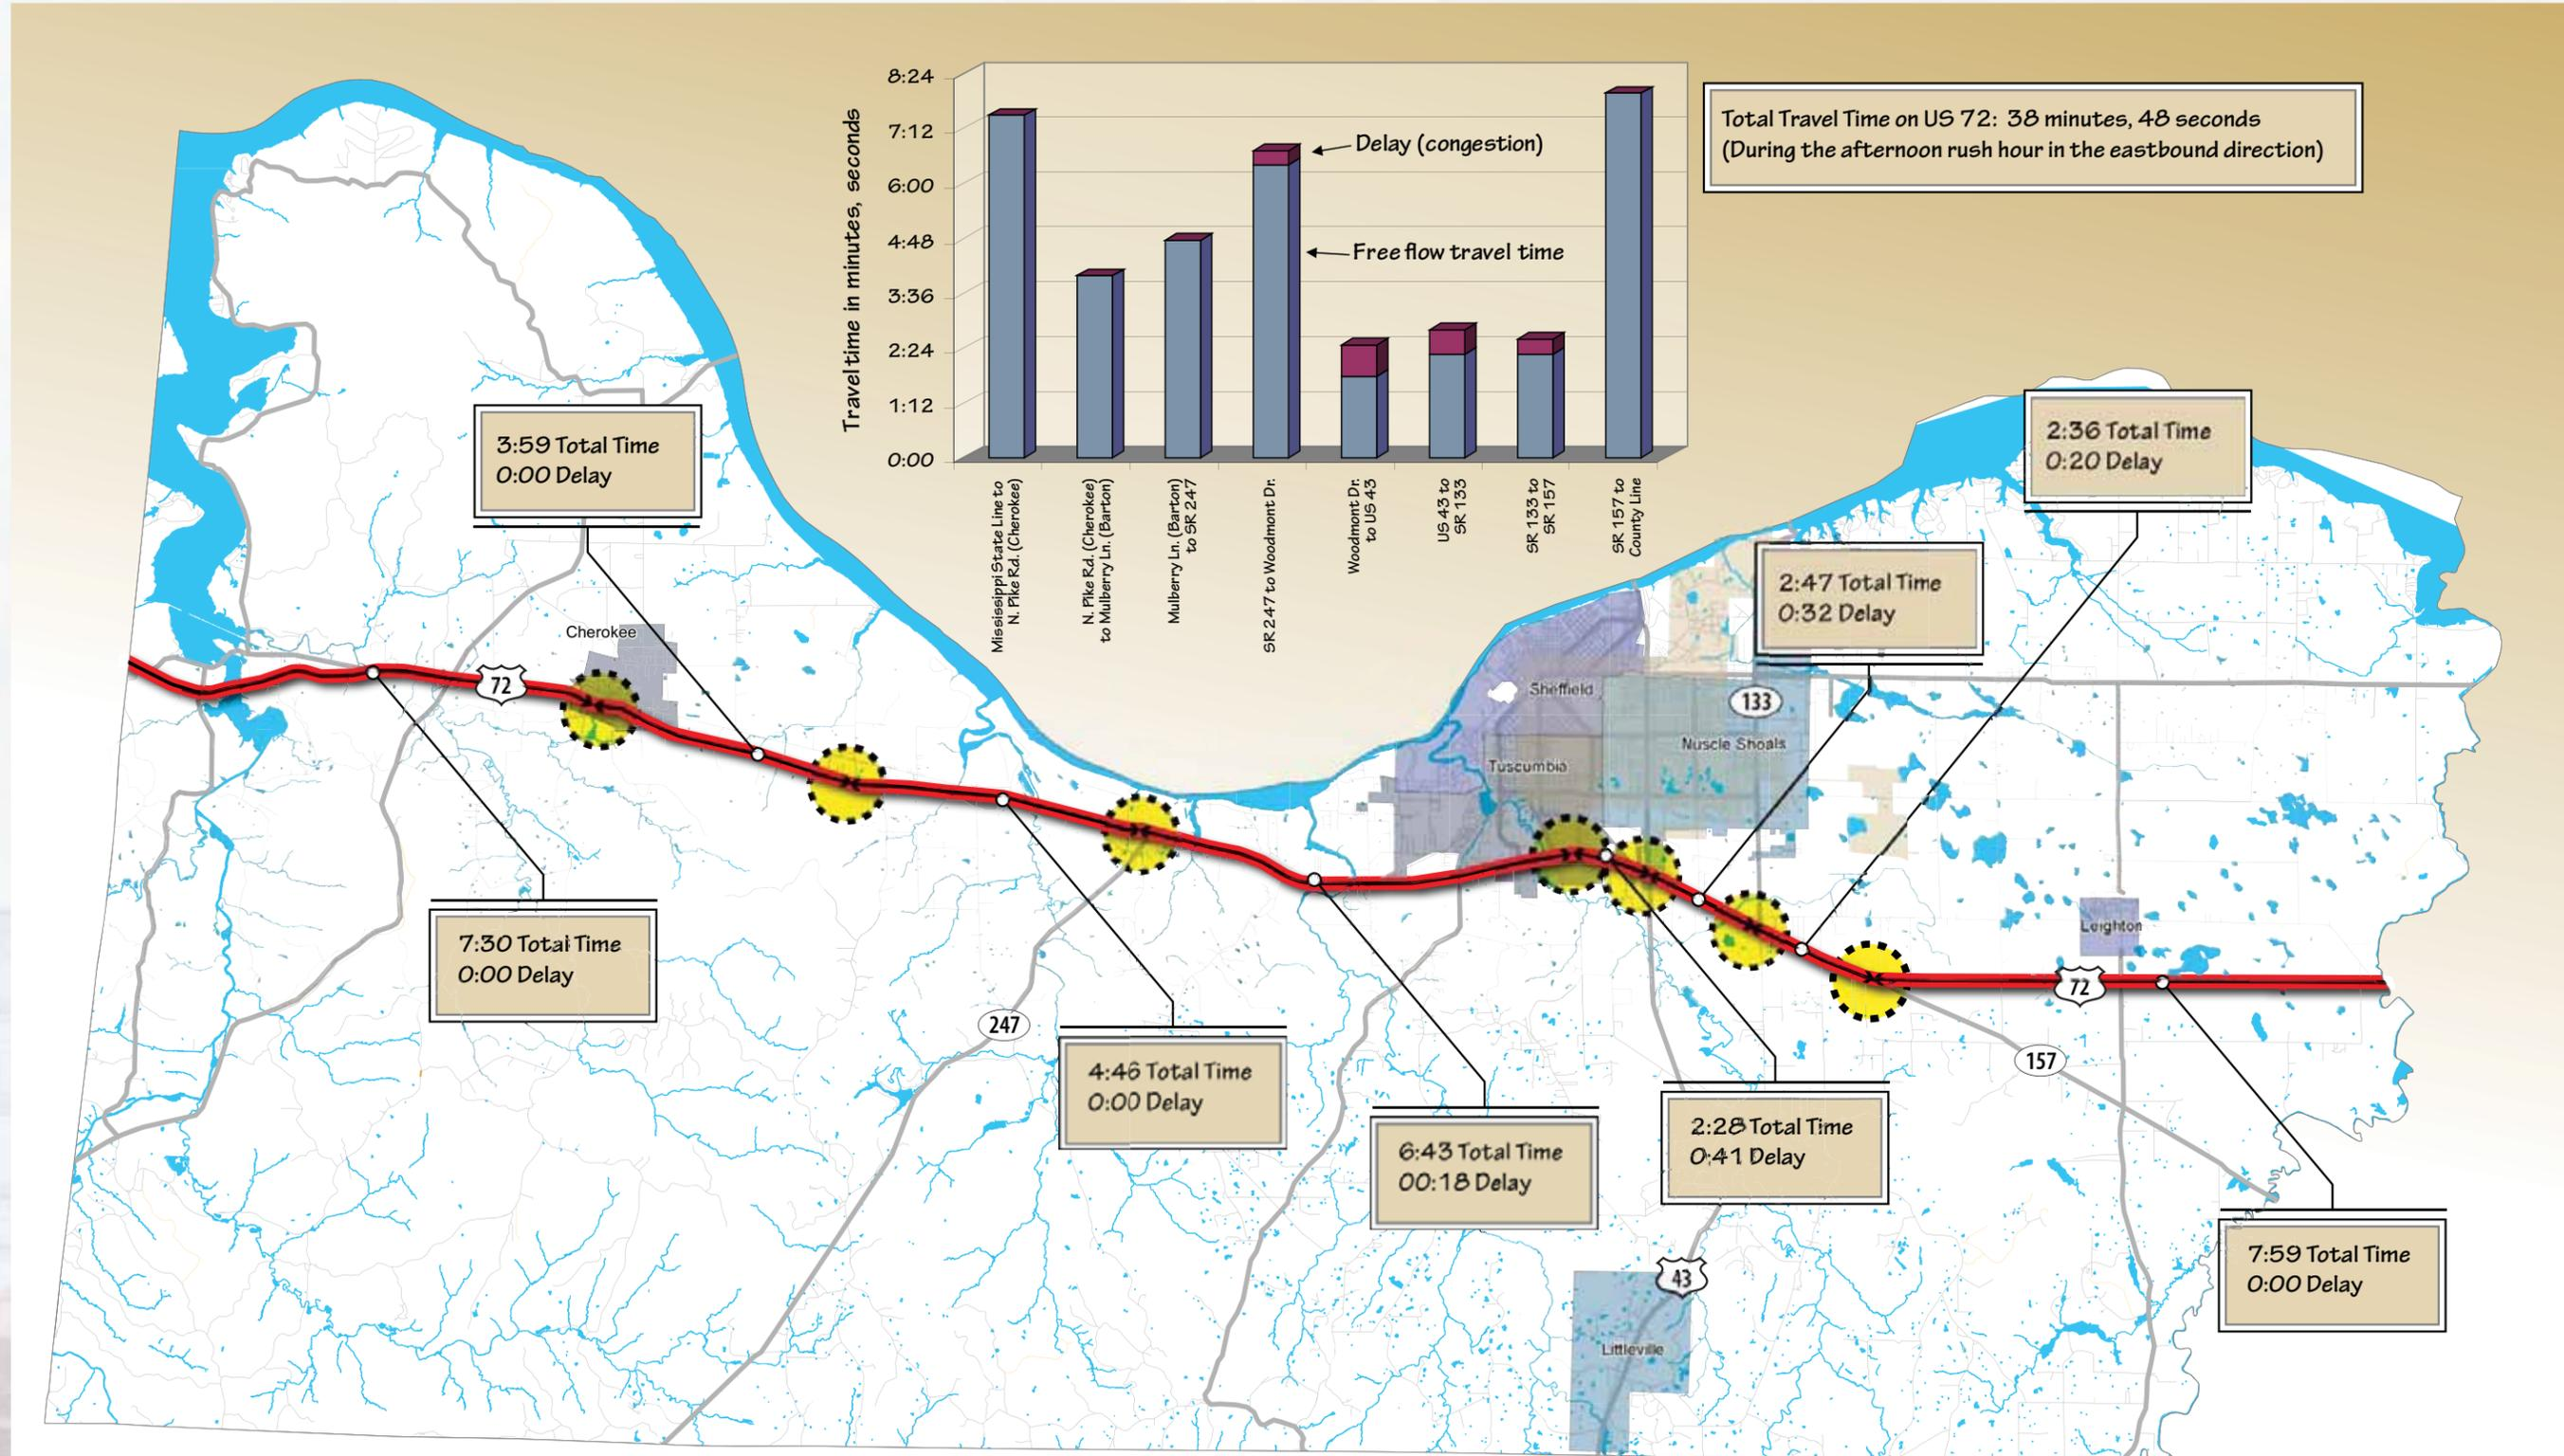 8:24
7:12
6:00
4:48
3:36
2:24
1:12
0:00
Travel time in minutes, seconds
Delay (congestion)
Free flow travel time
Mississippi State Line to
N. Pike Rd. (Cherokee)
N. Pike Rd. (Cherokee)
to Mulberry Ln. (Barton)
Mulberry Ln. (Barton)
to SR 247
SR 247 to Woodmont Dr.
Woodmont Dr.
to US 43
US 43 to
SR 133
SR 133 to
SR 157
SR 157 to
County Line
Total Travel Time on US 72: 38 minutes, 48 seconds
(During the afternoon rush hour in the eastbound direction)
3:59 Total Time
0:00 Delay
2:36 Total Time
0:20 Delay
2:47 Total Time
0:32 Delay
Cherokee
72
Sheffield
133
Muscle Shoals
Tuscumbia
7:30 Total Time
0:00 Delay
Leighton
72
247
157
4:46 Total Time
0:00 Delay
6:43 Total Time
00:18 Delay
2:28 Total Time
0:41 Delay
7:59 Total Time
0:00 Delay
43
Littleville